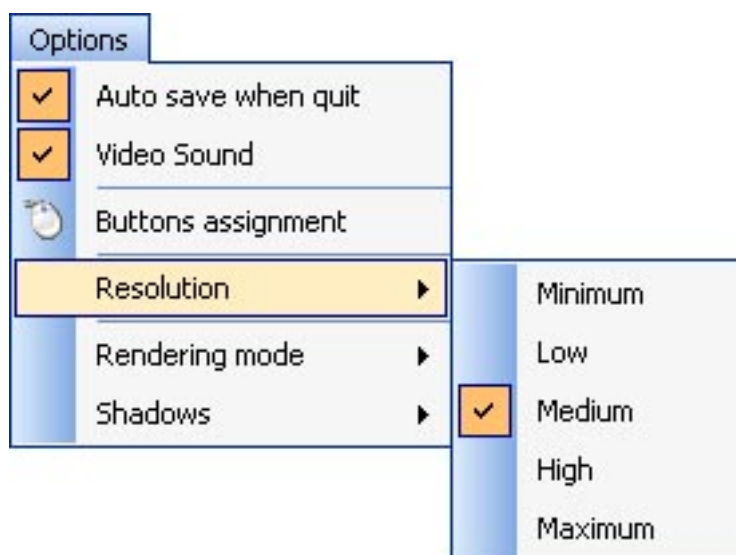 Options
Auto save when quit
Video Sound
Buttons assignment
Resolution
Minimum
Low
Medium
High
Maximum
Rendering mode
Shadows